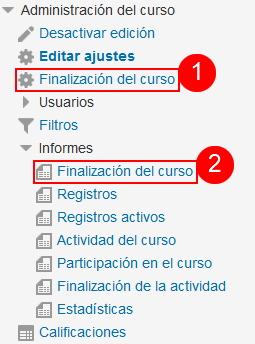 Administración del curso
Desactivar edición
Editar ajustes
1
Finalización del curso
Usuarios
Filtros
Informes
2
Finalización del curso
Registros
Registros activos
Actividad del curso
Participación en el curso
Finalización de la actividad
Estadísticas
Calificaciones